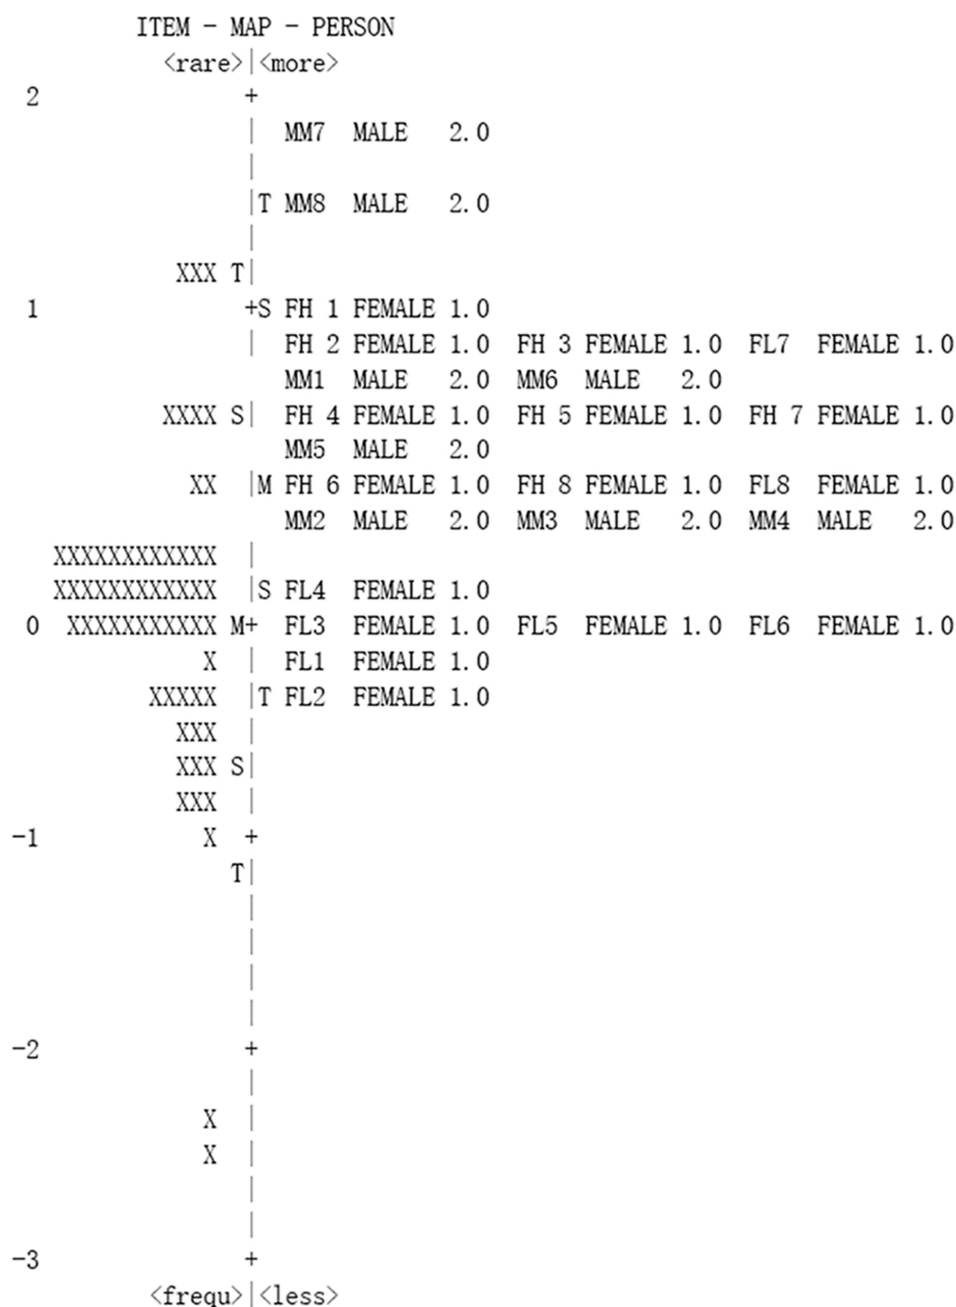 ITEM - MAP - PERSON
<rare>|<more>
2 +
| MM7 MALE 2.0
|
|T MM8 MALE 2.0
|
XXX T|
1 +S FH 1 FEMALE 1.0
| FH 2 FEMALE 1.0 FH 3 FEMALE 1.0 FL7 FEMALE 1.0
MM1 MALE 2.0 MM6 MALE 2.0
XXXX S| FH 4 FEMALE 1.0 FH 5 FEMALE 1.0 FH 7 FEMALE 1.0
MM5 MALE 2.0
XX |M FH 6 FEMALE 1.0 FH 8 FEMALE 1.0 FL8 FEMALE 1.0
MM2 MALE 2.0 MM3 MALE 2.0 MM4 MALE 2.0
XXXXXXXXXXXX |
XXXXXXXXXXXX |S FL4 FEMALE 1.0
0 XXXXXXXXXXX M+ FL3 FEMALE 1.0 FL5 FEMALE 1.0 FL6 FEMALE 1.0
X | FL1 FEMALE 1.0
XXXXX |T FL2 FEMALE 1.0
XXX |
XXX S|
XXX |
-1 X +
T|
|
|
|
|
-2 +
|
X |
X |
|
|
-3 +
<frequ>|<less>